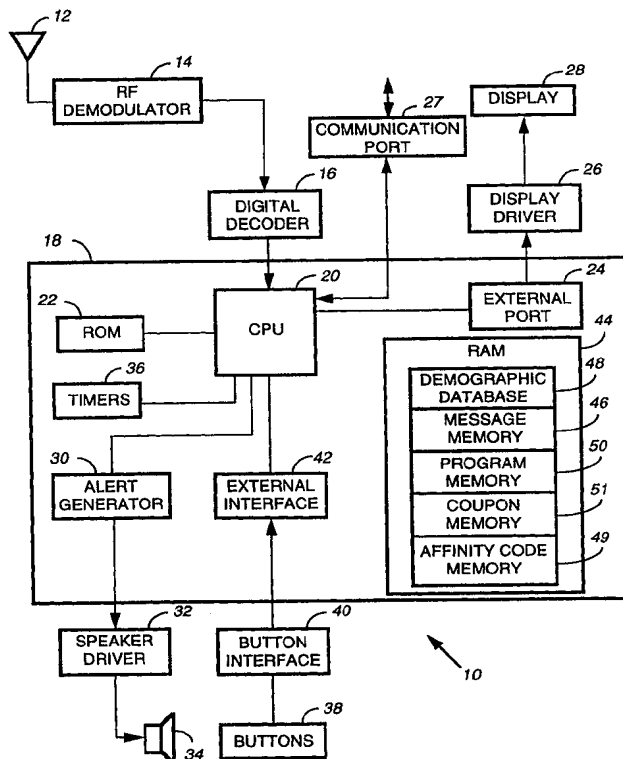 12
14
RF
DEMODULATOR
28
DISPLAY
27
COMMUNICATION
PORT
16
DIGITAL
DECODER
26
DISPLAY
DRIVER
18
20
CPU
24
EXTERNAL
PORT
22
ROM
36
TIMERS
44
RAM
48
DEMOGRAPHIC
DATABASE
46
MESSAGE
MEMORY
50
PROGRAM
MEMORY
51
COUPON
MEMORY
49
AFFINITY CODE
MEMORY
30
ALERT
GENERATOR
42
EXTERNAL
INTERFACE
32
SPEAKER
DRIVER
40
BUTTON
INTERFACE
10
34
38
BUTTONS